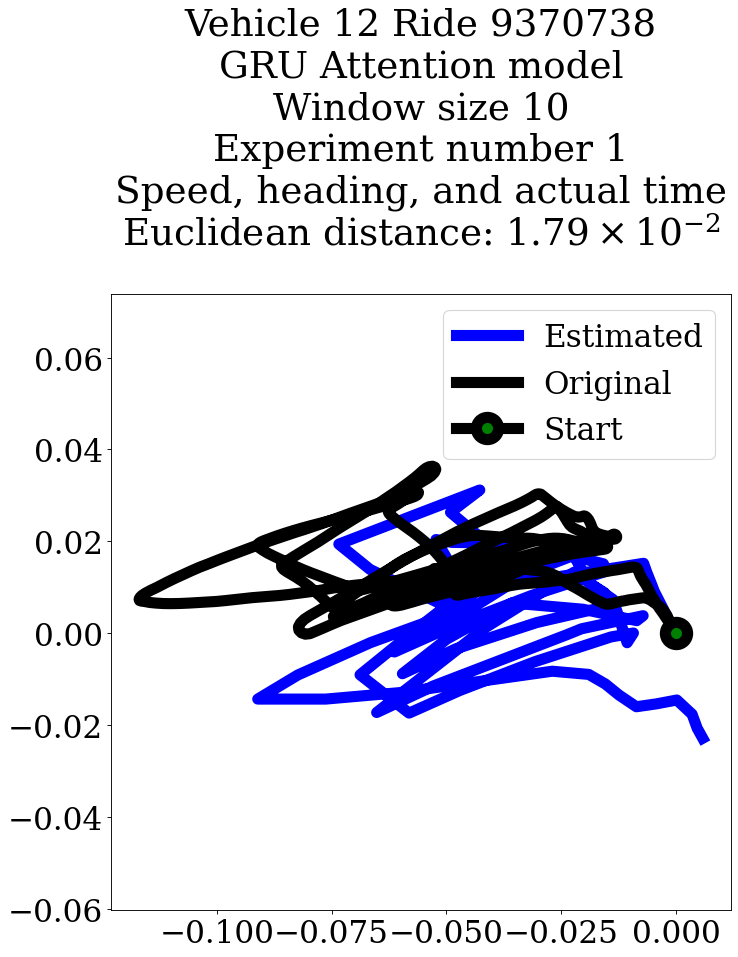 Vehicle 12 Ride 9370738
GRU Attention model
Window size 10
Experiment number 1
Speed, heading, and actual time
Euclidean distance: 1.79 × 10⁻²
Estimated
Original
Start
0.06
0.04
0.02
0.00
−0.02
−0.04
−0.06
−0.100 −0.075 −0.050 −0.025 0.000